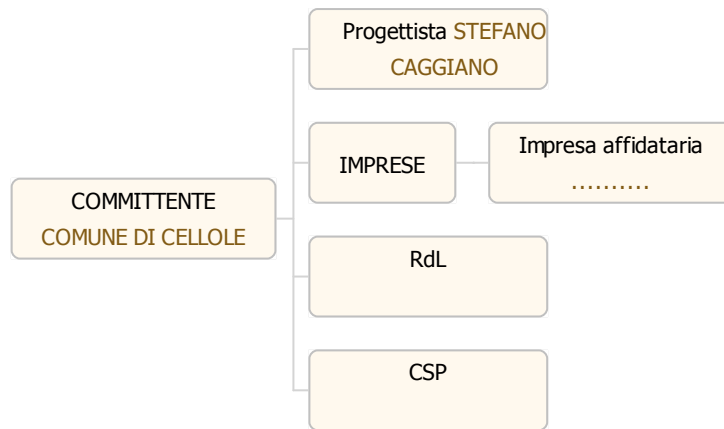 Progettista STEFANO
CAGGIANO
IMPRESE
Impresa affidataria
..........
COMMITTENTE
COMUNE DI CELLOLE
RdL
CSP